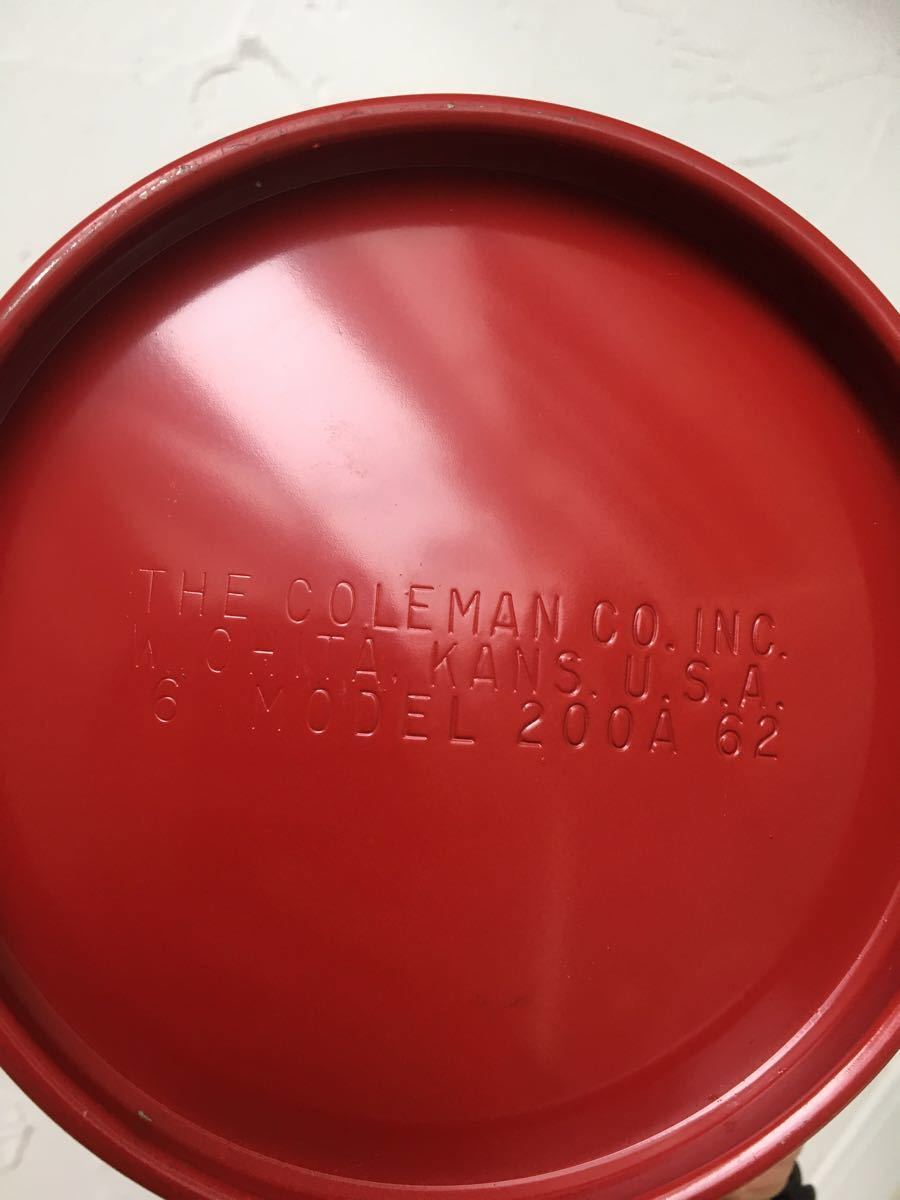 THE COLEMAN CO. INC.
WICHITA, KANS. U.S.A.
6 MODEL 200A 62